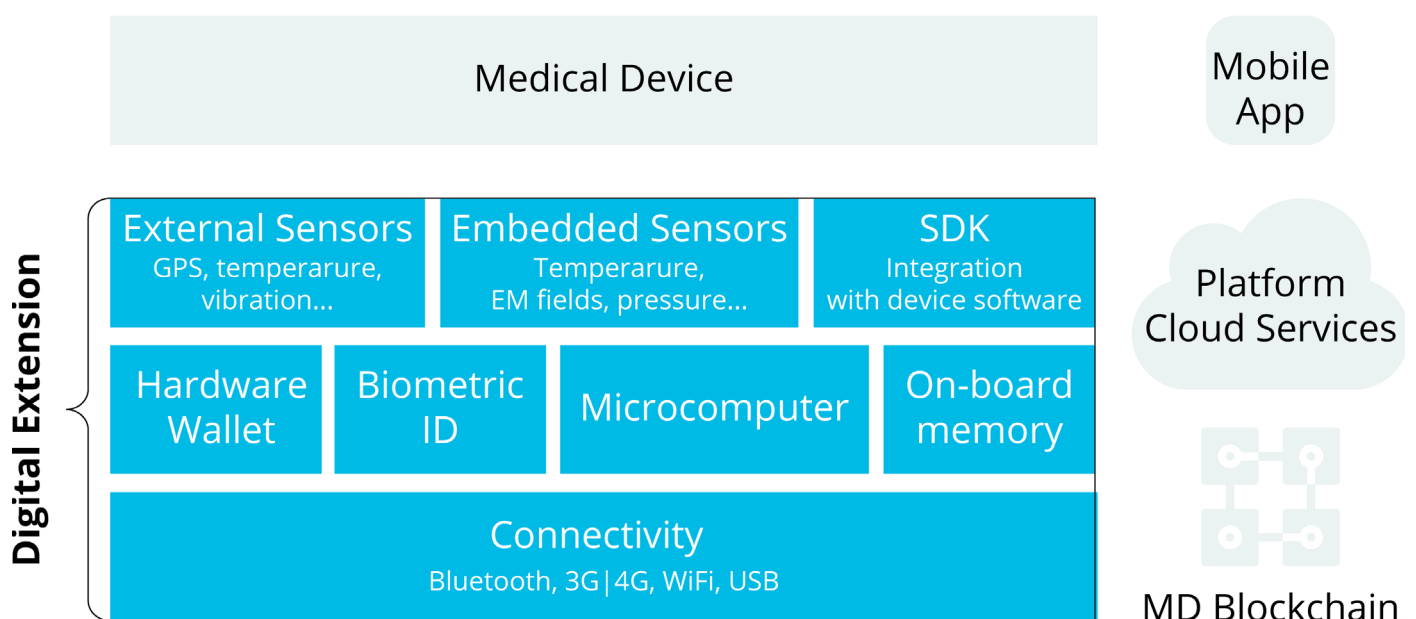 Medical Device
Mobile
App
Digital Extension
External Sensors
GPS, temperarure,
vibration...
Embedded Sensors
Temperarure,
EM fields, pressure...
SDK
Integration
with device software
Platform
Cloud Services
Hardware
Wallet
Biometric
ID
Microcomputer
On-board
memory
Connectivity
Bluetooth, 3G|4G, WiFi, USB
MD Blockchain